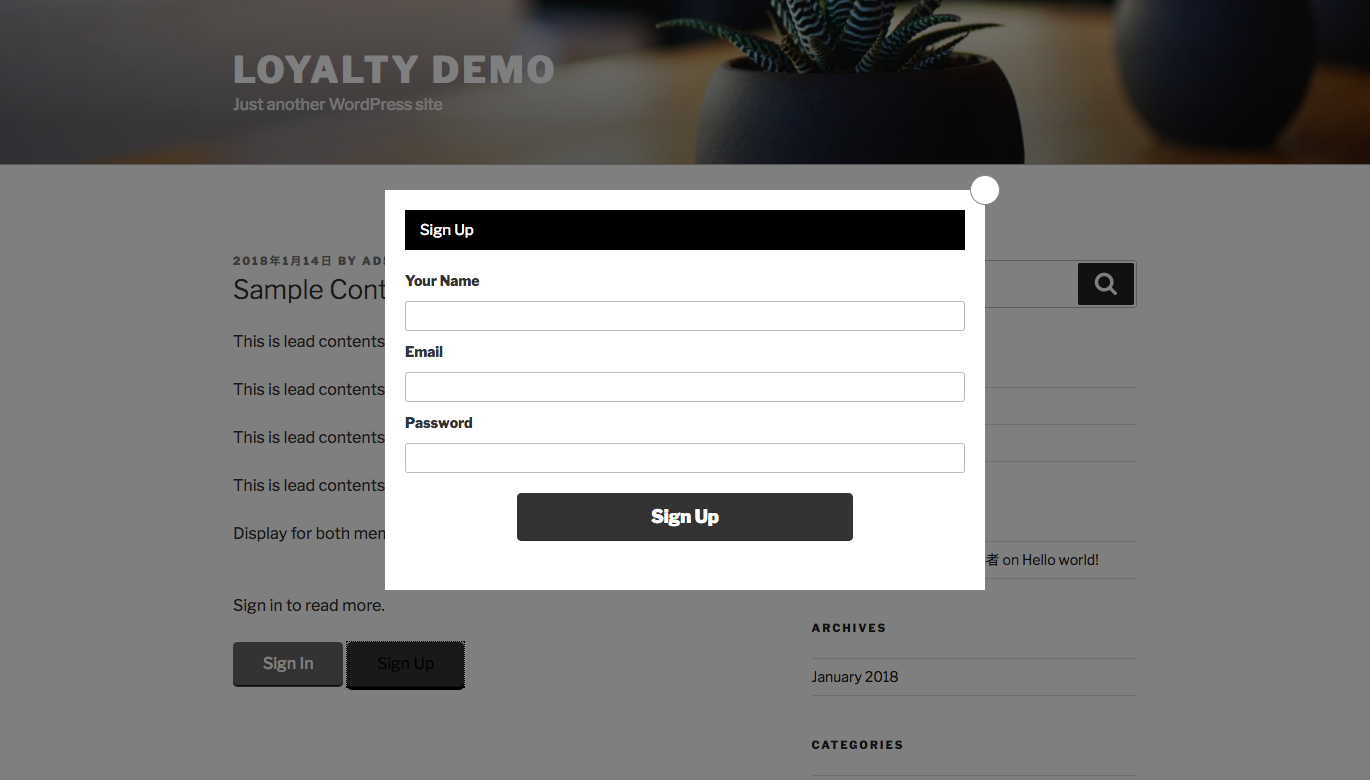 LOYALTY DEMO
Just another WordPress site
2018年1月14日 BY
Sample
This is lead contents
This is lead contents
This is lead contents
This is lead contents
Display for both
Sign in to read more.
Sign In
Sign Up
Sign Up
Your Name
Email
Password
Sign Up
者 on Hello world!
ARCHIVES
January 2018
CATEGORIES